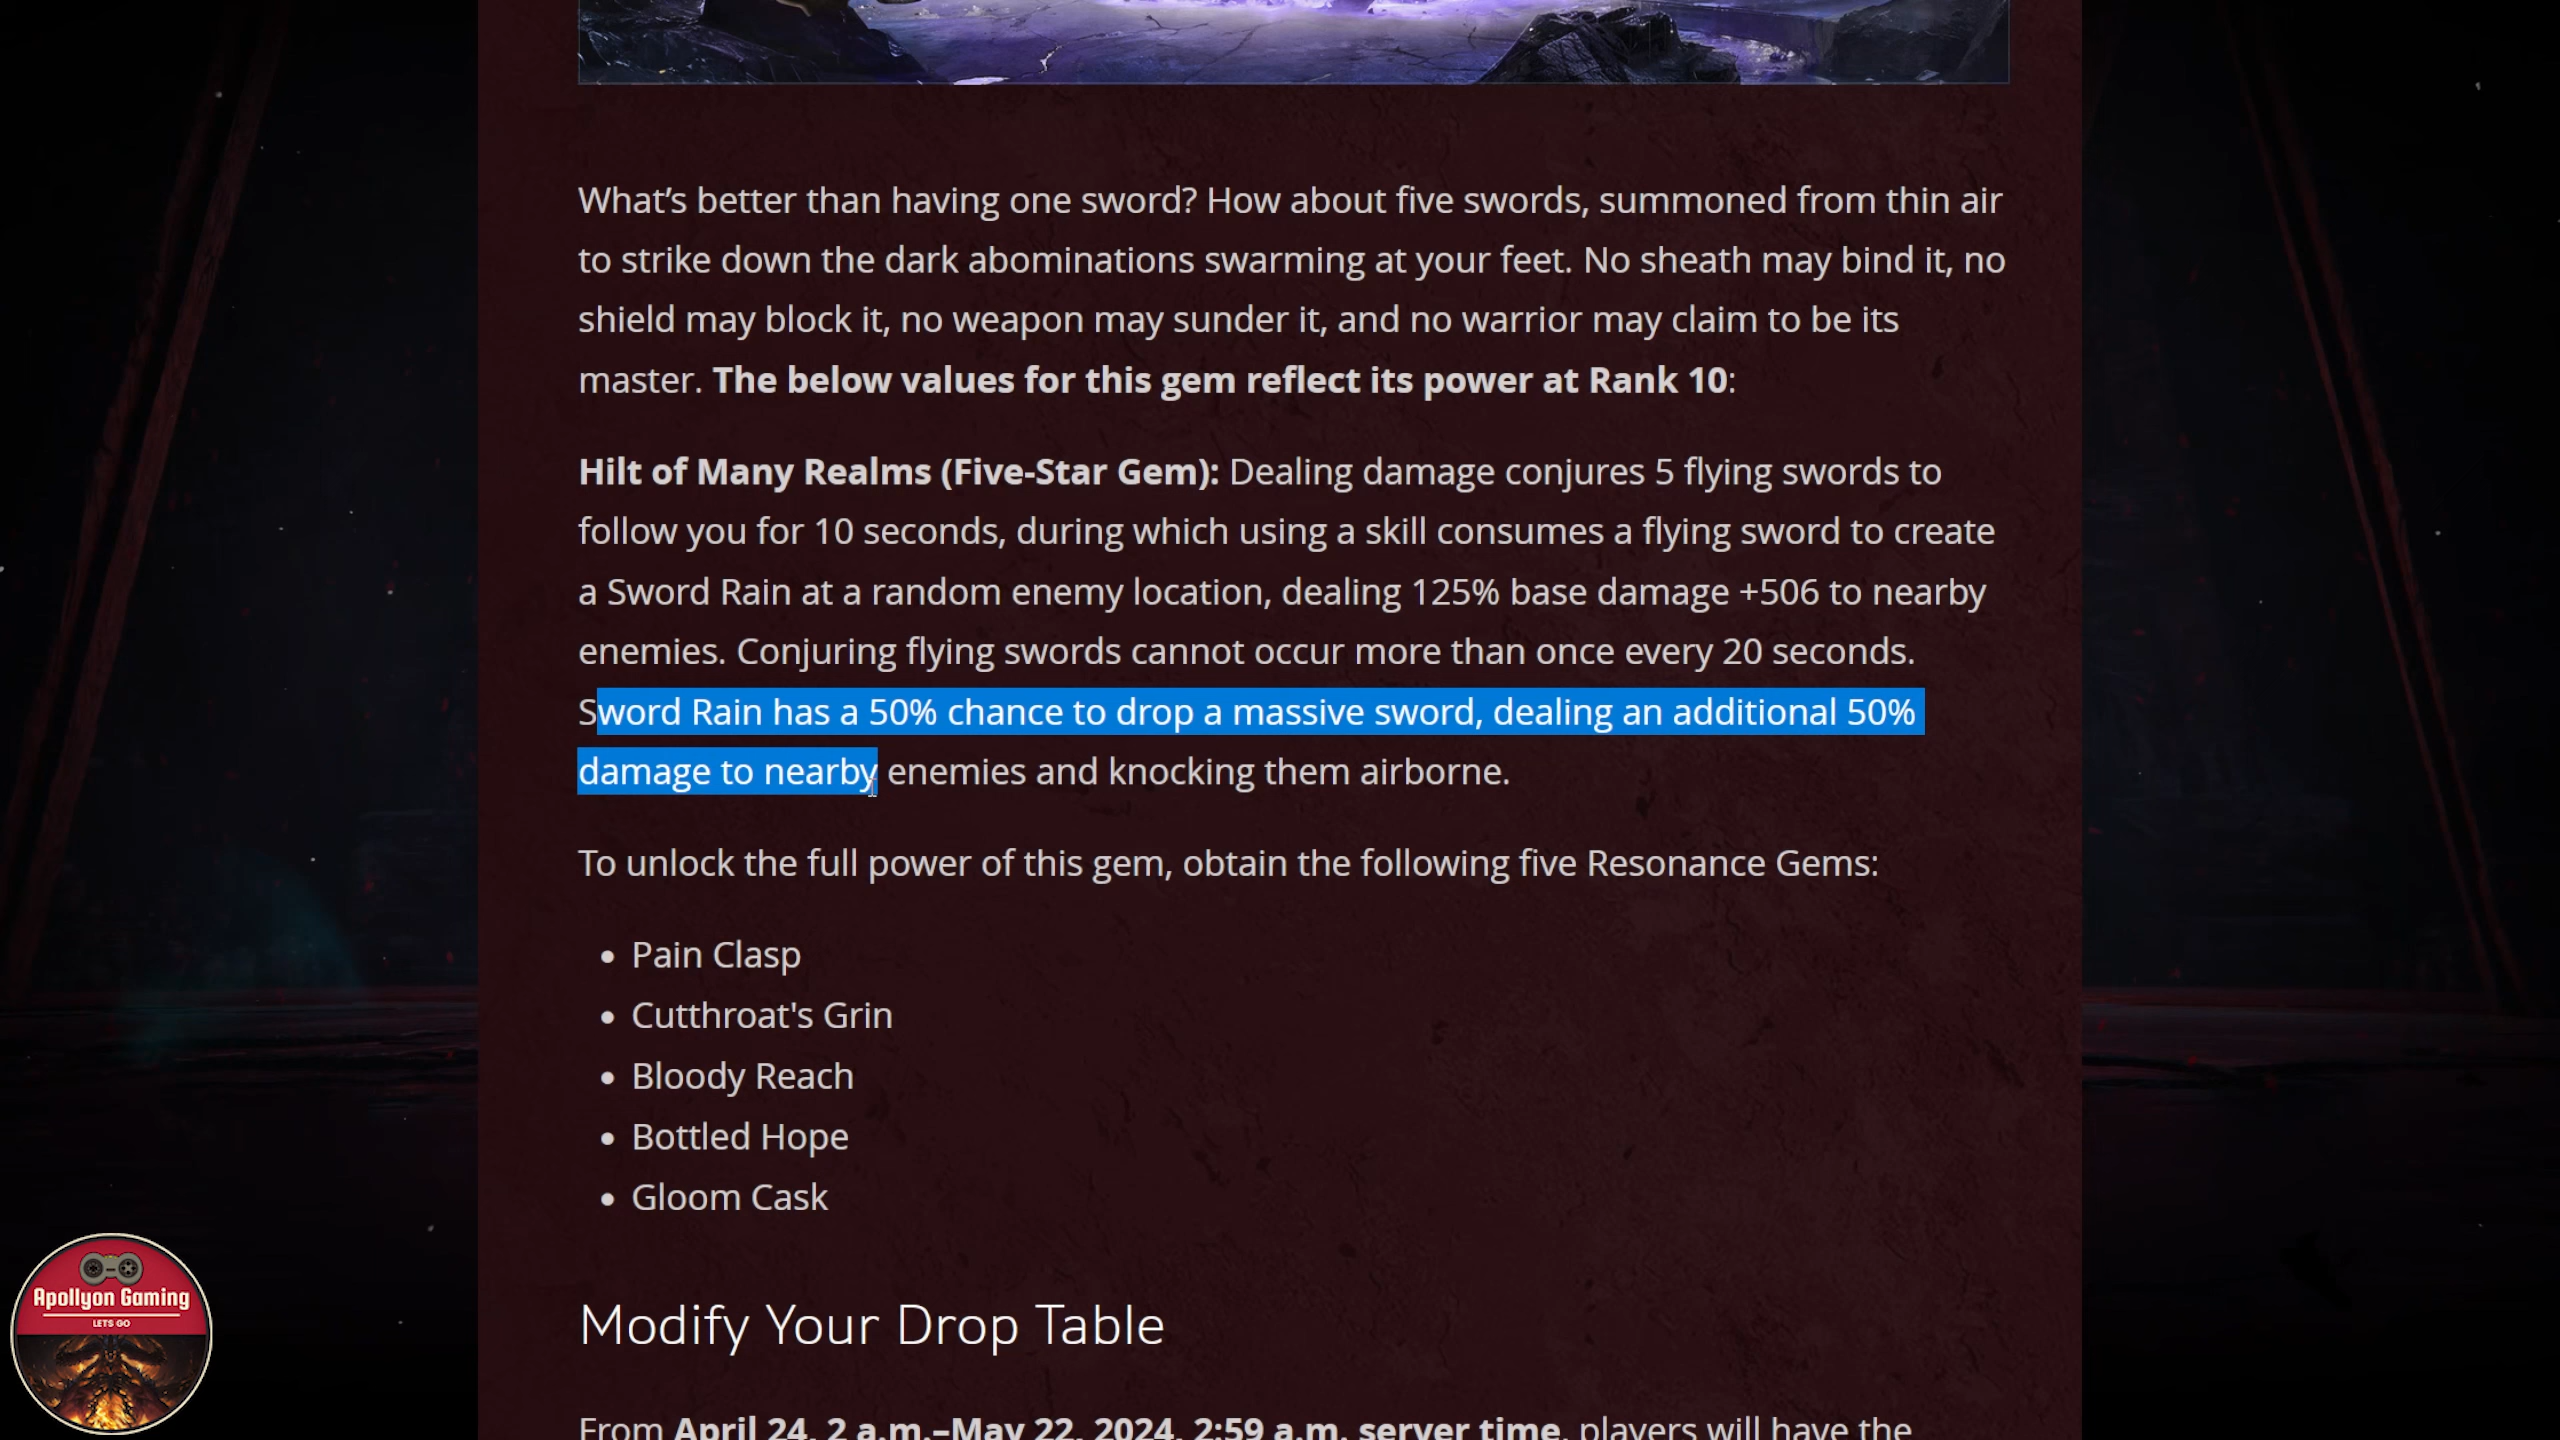 What’s better than having one sword? How about five swords, summoned from thin air
to strike down the dark abominations swarming at your feet. No sheath may bind it, no
shield may block it, no weapon may sunder it, and no warrior may claim to be its
master. The below values for this gem reflect its power at Rank 10:
Hilt of Many Realms (Five-Star Gem): Dealing damage conjures 5 flying swords to
follow you for 10 seconds, during which using a skill consumes a flying sword to create
a Sword Rain at a random enemy location, dealing 125% base damage +506 to nearby
enemies. Conjuring flying swords cannot occur more than once every 20 seconds.
Sword Rain has a 50% chance to drop a massive sword, dealing an additional 50%
damage to nearby enemies and knocking them airborne.
To unlock the full power of this gem, obtain the following five Resonance Gems:
• Pain Clasp
• Cutthroat's Grin
• Bloody Reach
• Bottled Hope
• Gloom Cask
Modify Your Drop Table
From April 24, 2 a.m.–May 22, 2024, 2:59 a.m. server time, players will have the
Apollyon Gaming
LETS GO